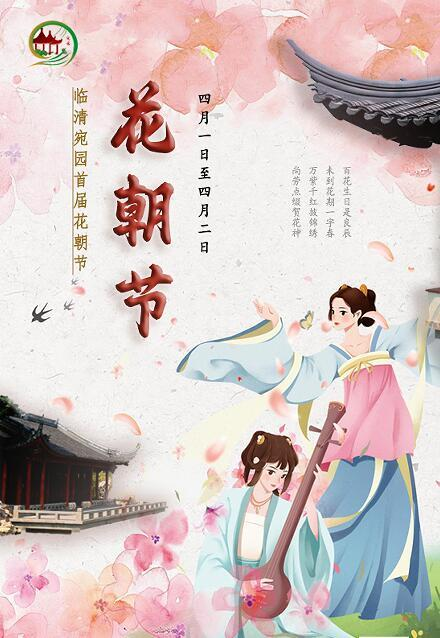 花朝节
临清宛园首届花朝节
四月一日至四月二日
百花生日是良辰
未到花期一字春
万紫千红披锦绣
尚劳点缀贺花神